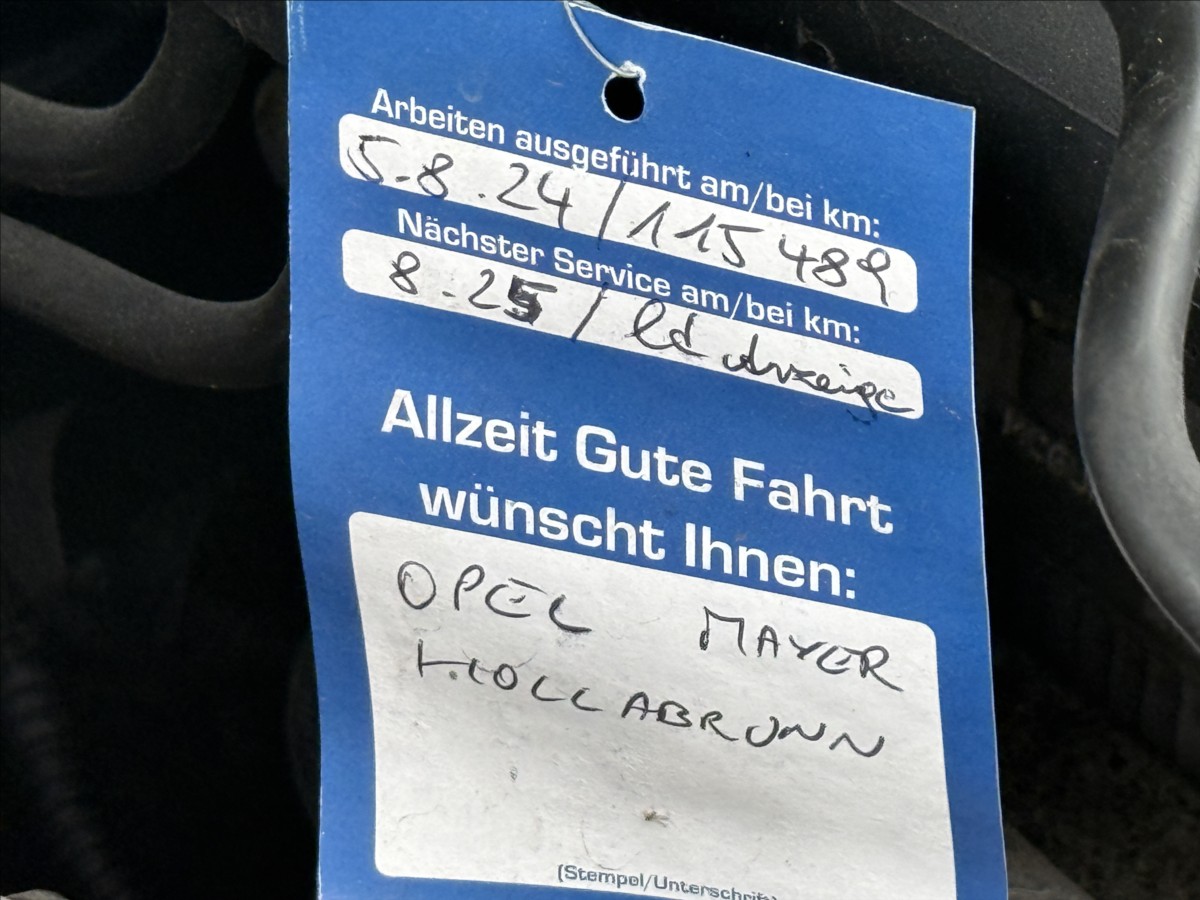 Arbeiten ausgeführt am/bei km:
5.8.24/115 489
Nächster Service am/bei km:
8.25/ld Anzeige
Allzeit Gute Fahrt
wünscht Ihnen:
OPEL MAYER
HOLLABRUNN
(Stempel/Unterschrift)